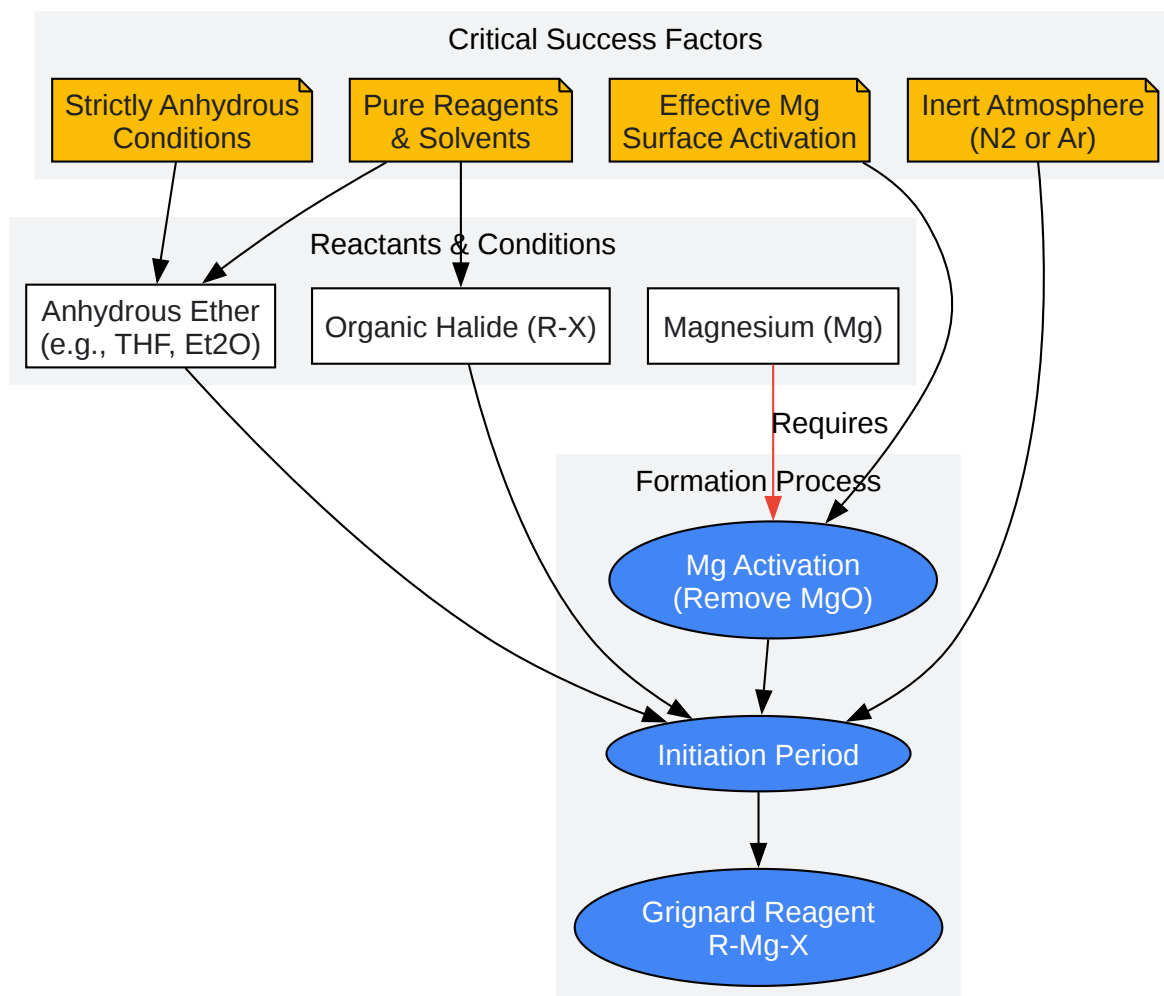 Critical Success Factors
Strictly Anhydrous
Conditions
Pure Reagents
& Solvents
Effective Mg
Surface Activation
Inert Atmosphere
(N2 or Ar)
Reactants & Conditions
Anhydrous Ether
(e.g., THF, Et2O)
Organic Halide (R-X)
Magnesium (Mg)
Requires
Formation Process
Mg Activation
(Remove MgO)
Initiation Period
Grignard Reagent
R-Mg-X